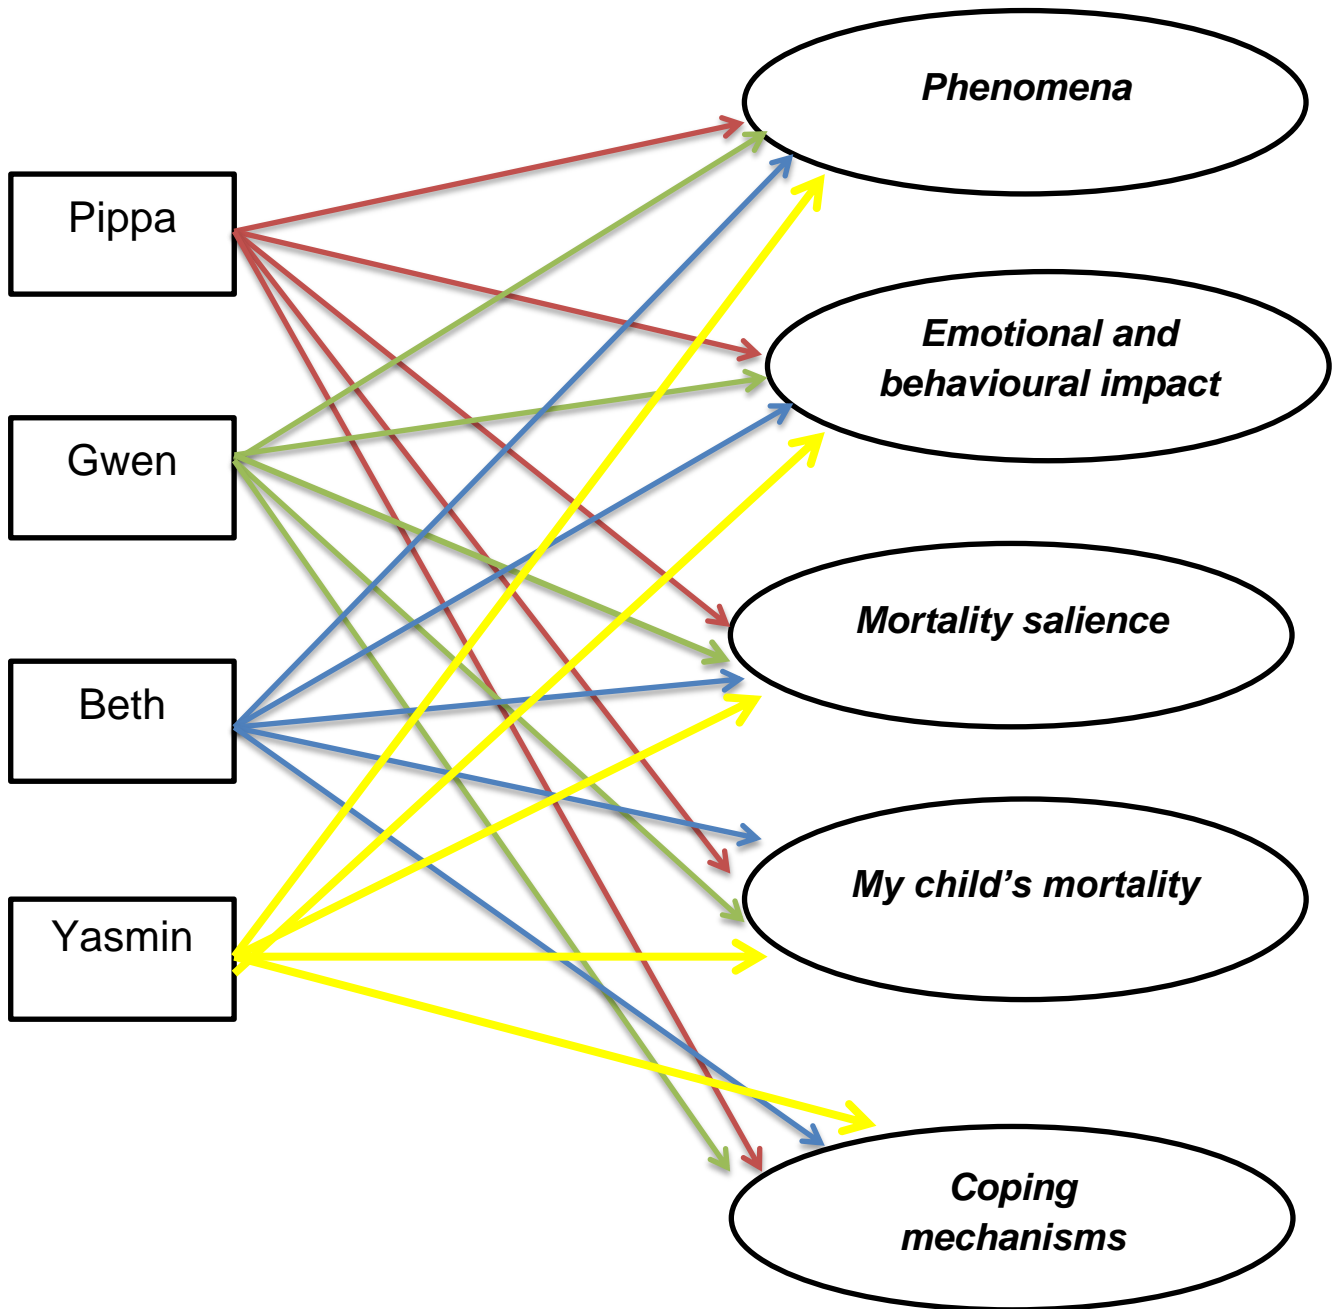 Phenomena
Pippa
Emotional and
behavioural impact
Gwen
Mortality salience
Beth
My child’s mortality
Yasmin
Coping
mechanisms